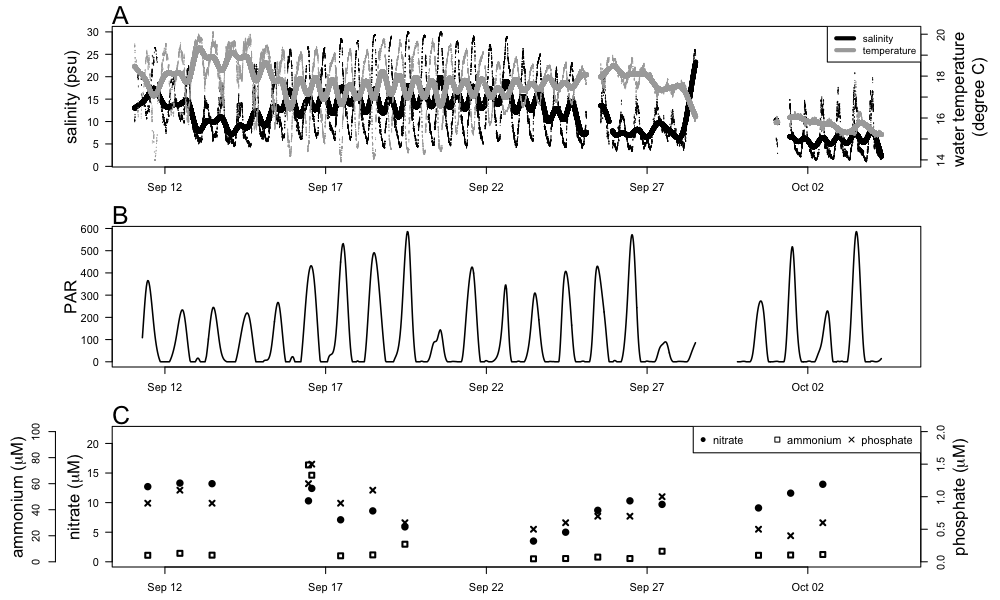 A
salinity (psu)
0
5
10
15
20
25
30
salinity
temperature
14
16
18
20
water temperature
(degree C)
Sep 12
Sep 17
Sep 22
Sep 27
Oct 02
B
PAR
0
100
200
300
400
500
600
Sep 12
Sep 17
Sep 22
Sep 27
Oct 02
C
ammonium (μM)
0
20
40
60
80
100
nitrate (μM)
0
5
10
15
20
nitrate
ammonium
phosphate
0.0
0.5
1.0
1.5
2.0
phosphate (μM)
Sep 12
Sep 17
Sep 22
Sep 27
Oct 02